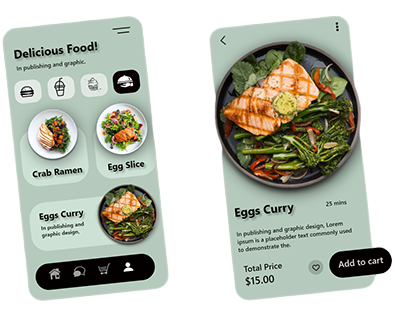 Delicious Food!
In publishing and graphic.
Crab Ramen
Egg Slice
Eggs Curry
In publishing and
graphic design,
Eggs Curry
25 mins
In publishing and graphic design, Lorem
ipsum is a placeholder text commonly used
to demonstrate the.
Total Price
$15.00
Add to cart